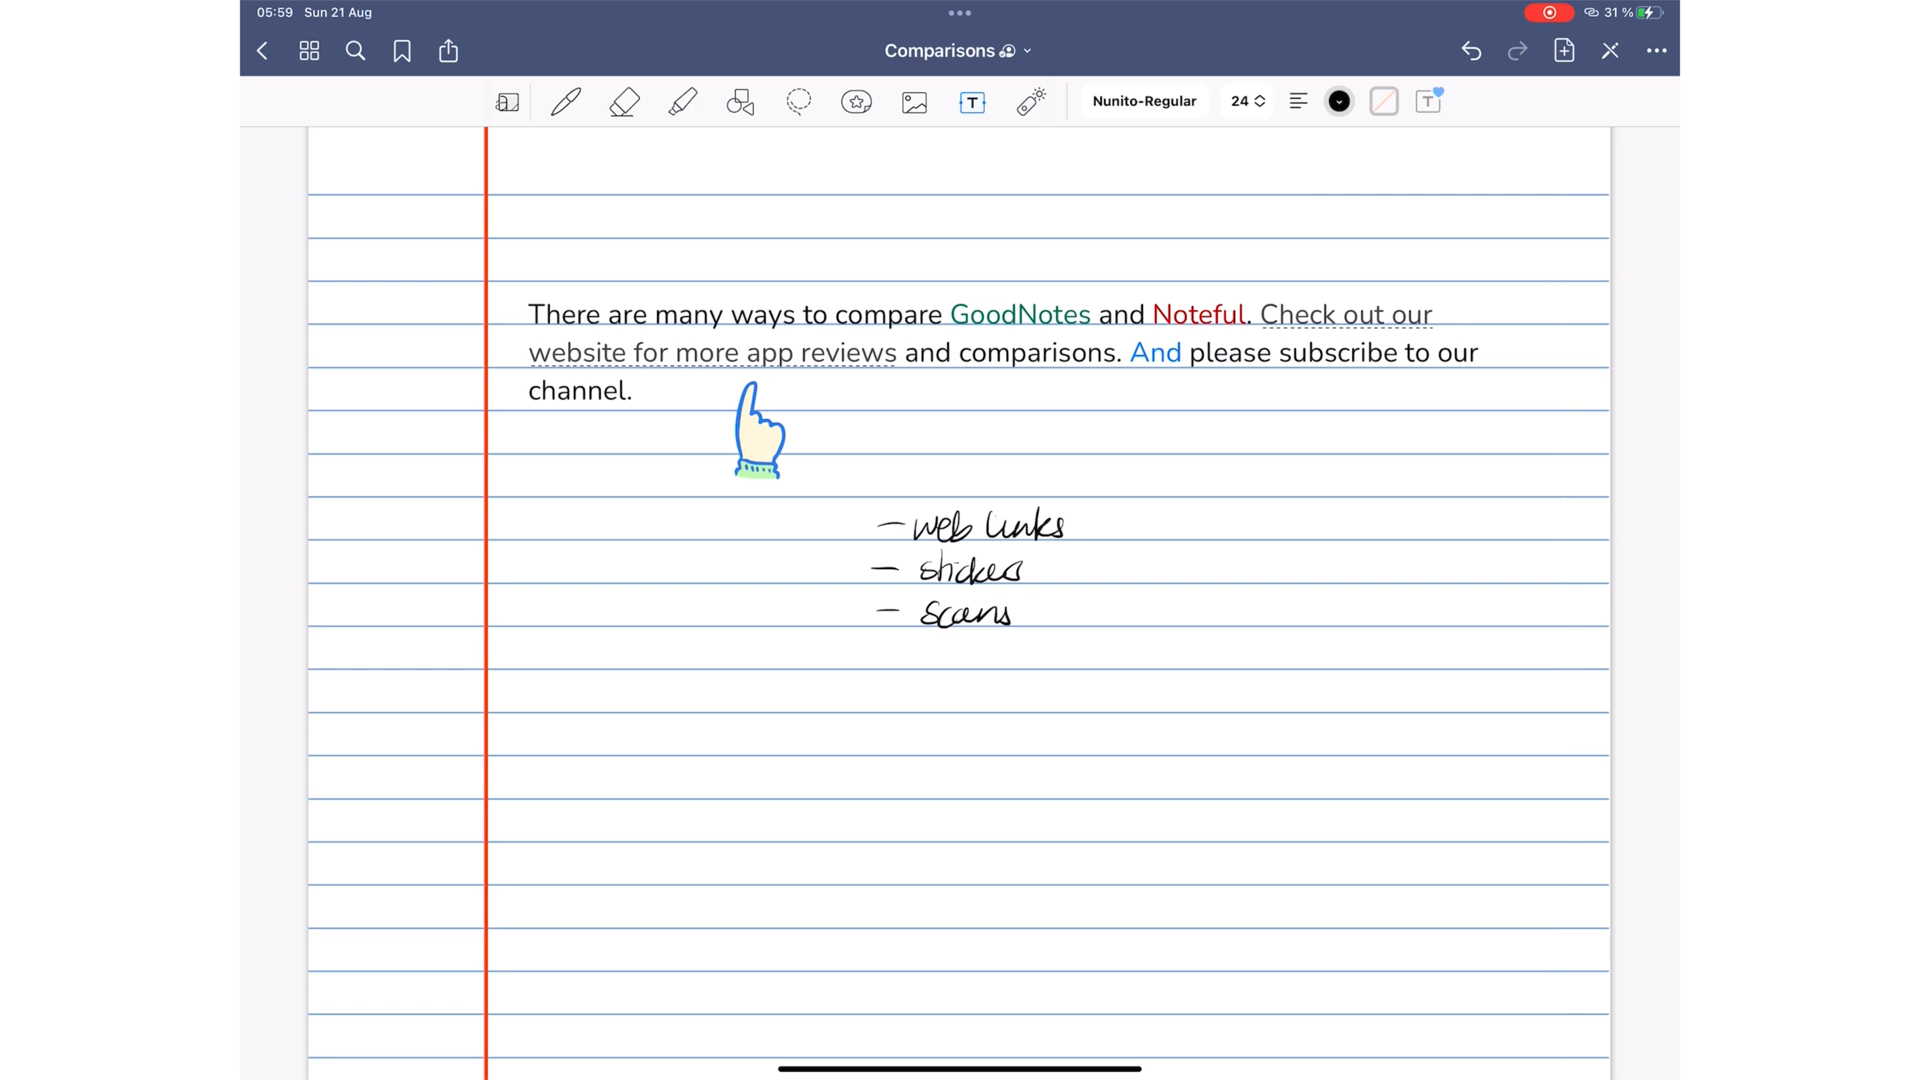 05:59 Sun 21 Aug
31 %
Comparisons
T
Nunito-Regular
24
T
There are many ways to compare GoodNotes and Noteful. Check out our
website for more app reviews and comparisons. And please subscribe to our
channel.
– web links
– stickers
– scans